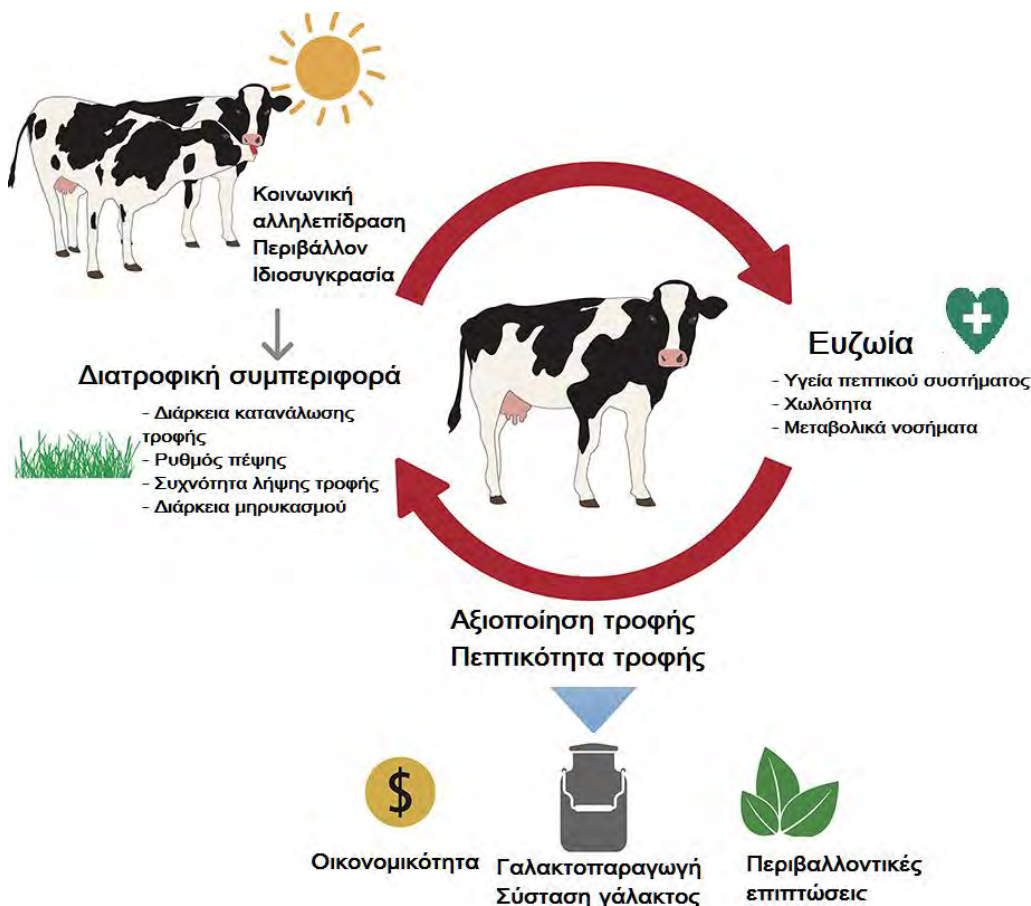 Κοινωνική
αλληλεπίδραση
Περιβάλλον
Ιδιοσυγκρασία
Διατροφική συμπεριφορά
- Διάρκεια κατανάλωσης
τροφής
- Ρυθμός πέψης
- Συχνότητα λήψης τροφής
- Διάρκεια μηρυκασμού
Ευζωία
- Υγεία πεπτικού συστήματος
- Χωλότητα
- Μεταβολικά νοσήματα
Αξιοποίηση τροφής
Πεπτικότητα τροφής
$
Οικονομικότητα
Γαλακτοπαραγωγή
Σύσταση γάλακτος
Περιβαλλοντικές
επιπτώσεις